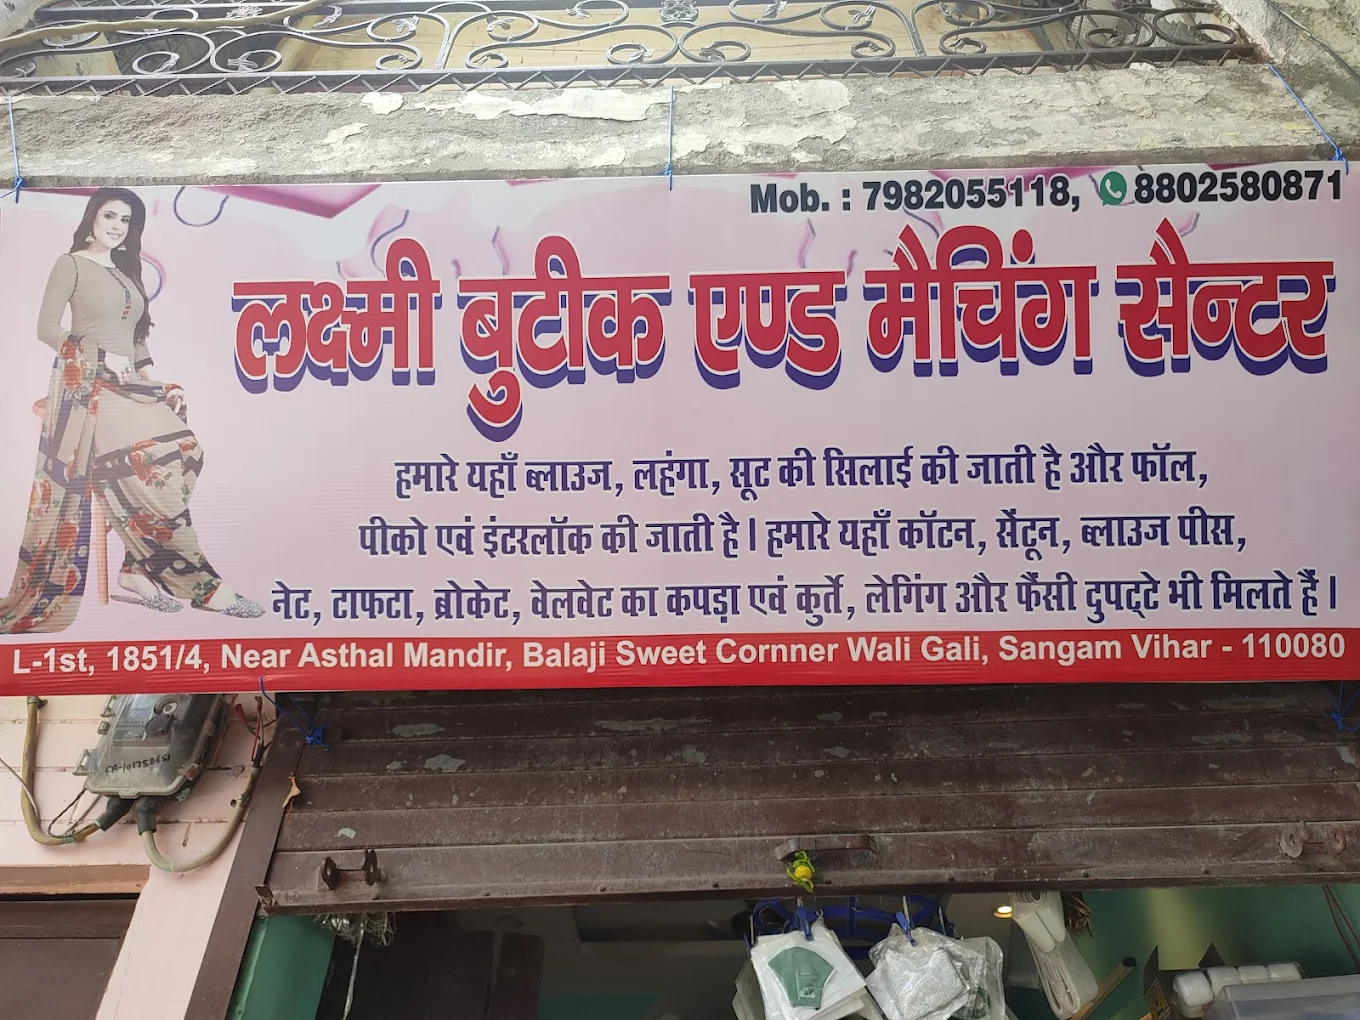 Mob. : 7982055118, 8802580871
लक्ष्मी बुटीक एण्ड मैचिंग सैन्टर
हमारे यहाँ ब्लाउज, लहंगा, सूट की सिलाई की जाती है और फॉल,
पीको एवं इंटरलॉक की जाती है। हमारे यहाँ कॉटन, सेंटून, ब्लाउज पीस,
नेट, टाफटा, ब्रोकेट, वेलवेट का कपड़ा एवं कुर्ते, लेगिंग और फैंसी दुपट्टे भी मिलते हैं।
L-1st, 1851/4, Near Asthal Mandir, Balaji Sweet Cornner Wali Gali, Sangam Vihar - 110080